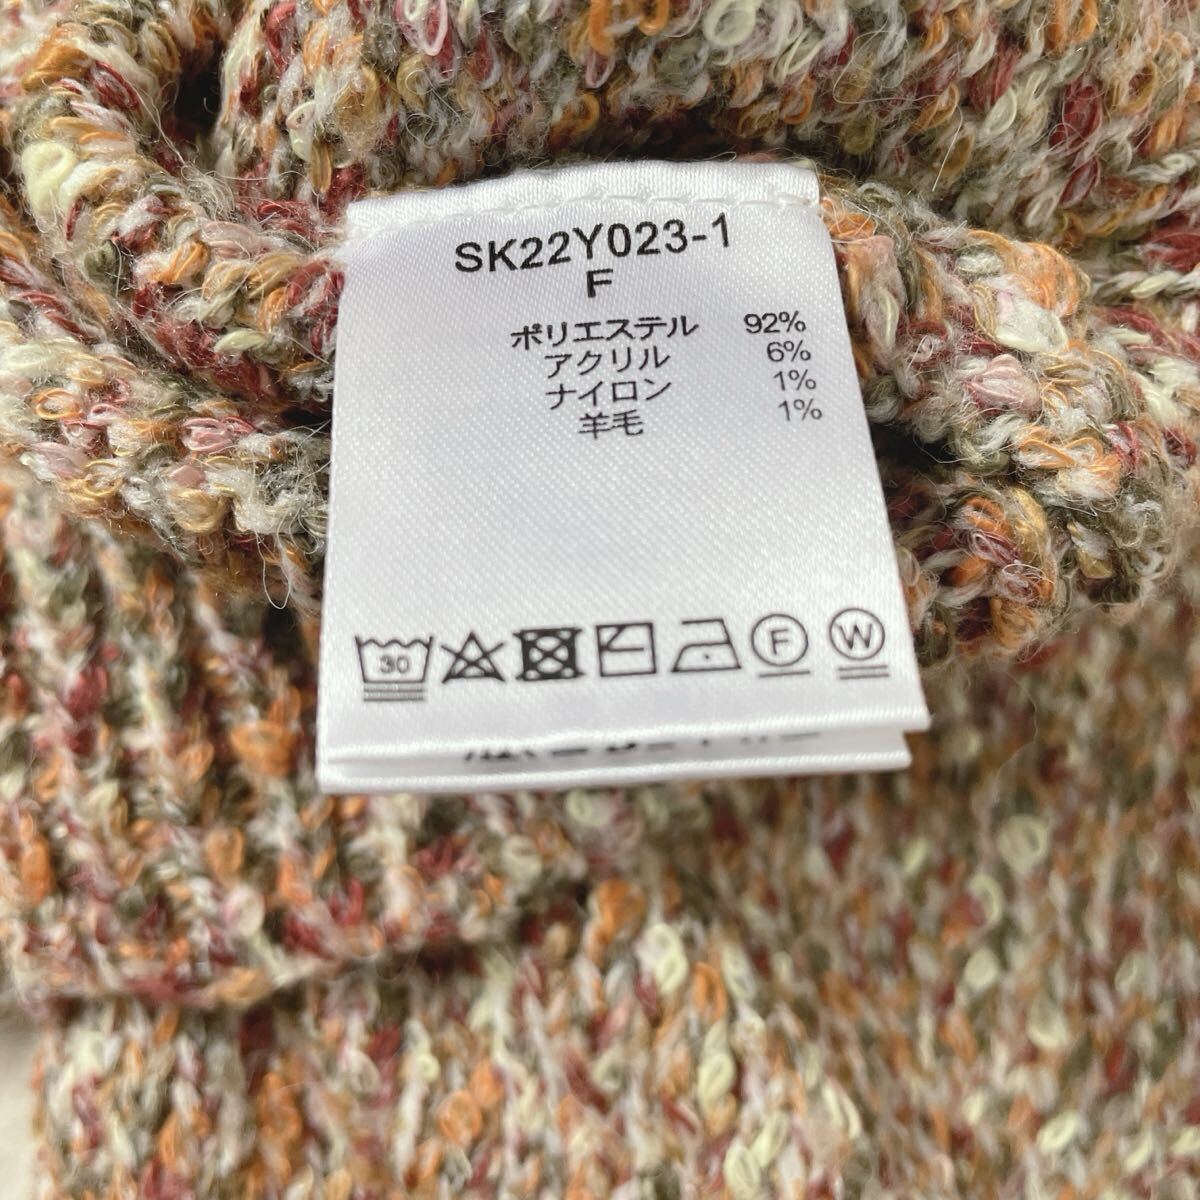 SK22Y023-1
F
ポリエステル 92%
アクリル 6%
ナイロン 1%
羊毛 1%
30 F W